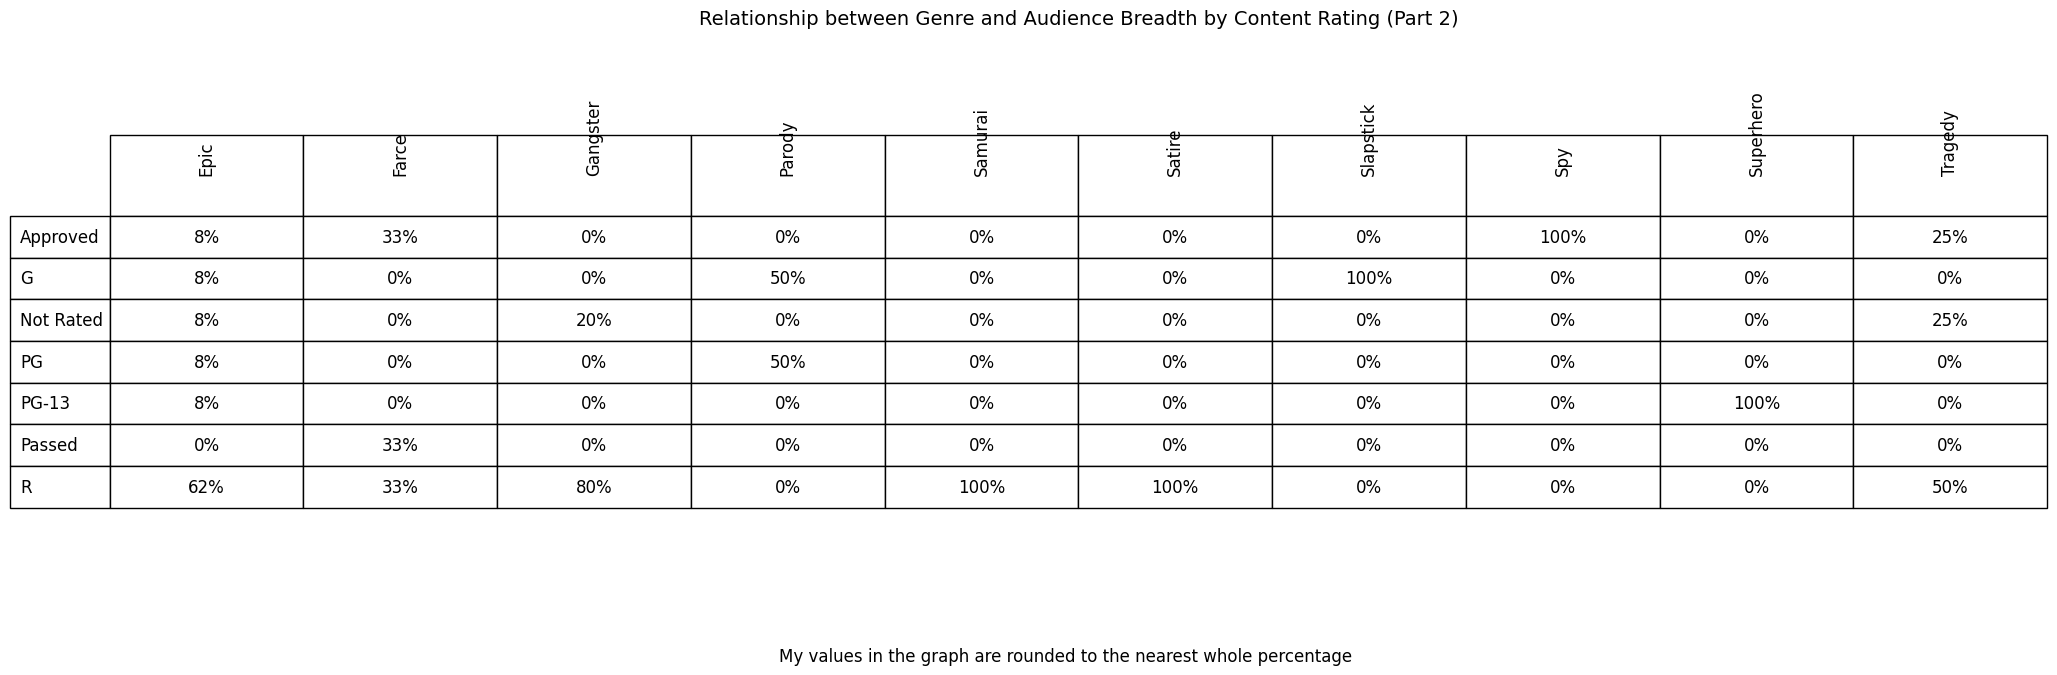 Relationship between Genre and Audience Breadth by Content Rating (Part 2)
Epic Farce Gangster Parody Samurai Satire Slapstick Spy Superhero Tragedy
Approved 8% 33% 0% 0% 0% 0% 0% 100% 0% 25%
G 8% 0% 0% 50% 0% 0% 100% 0% 0% 0%
Not Rated 8% 0% 20% 0% 0% 0% 0% 0% 0% 25%
PG 8% 0% 0% 50% 0% 0% 0% 0% 0% 0%
PG-13 8% 0% 0% 0% 0% 0% 0% 0% 100% 0%
Passed 0% 33% 0% 0% 0% 0% 0% 0% 0% 0%
R 62% 33% 80% 0% 100% 100% 0% 0% 0% 50%
My values in the graph are rounded to the nearest whole percentage